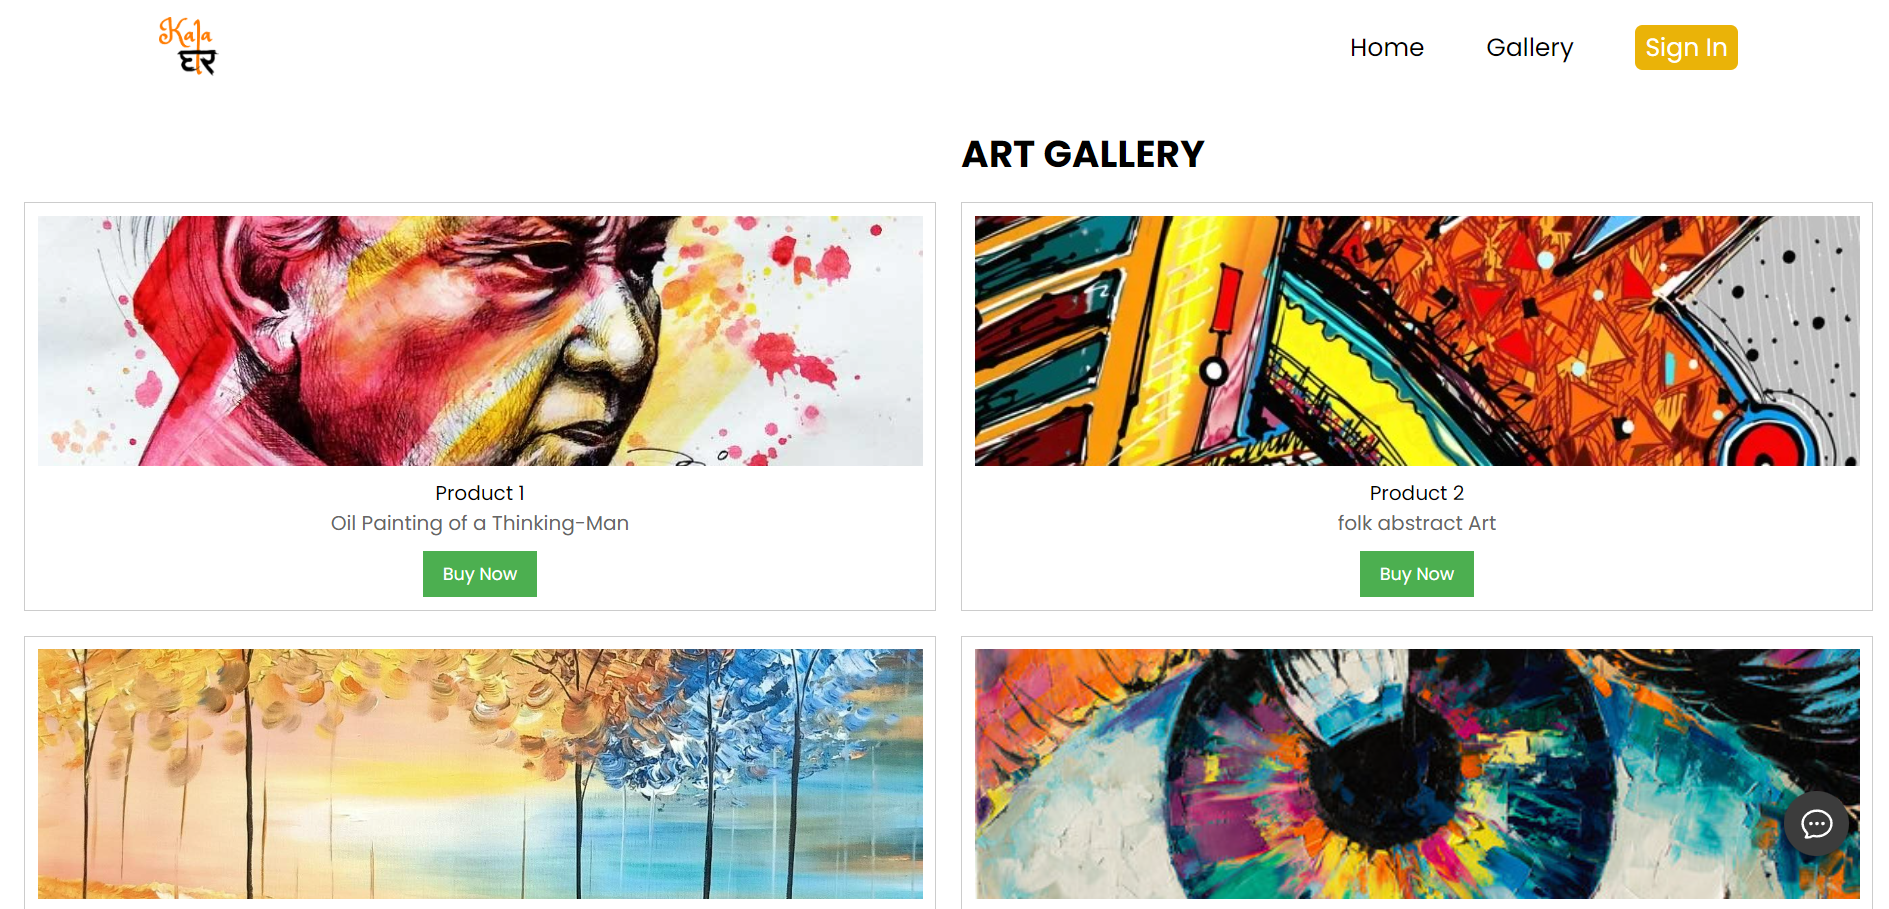 Kala
घर
Home Gallery Sign In
ART GALLERY
Product 1
Oil Painting of a Thinking-Man
Buy Now
Product 2
folk abstract Art
Buy Now